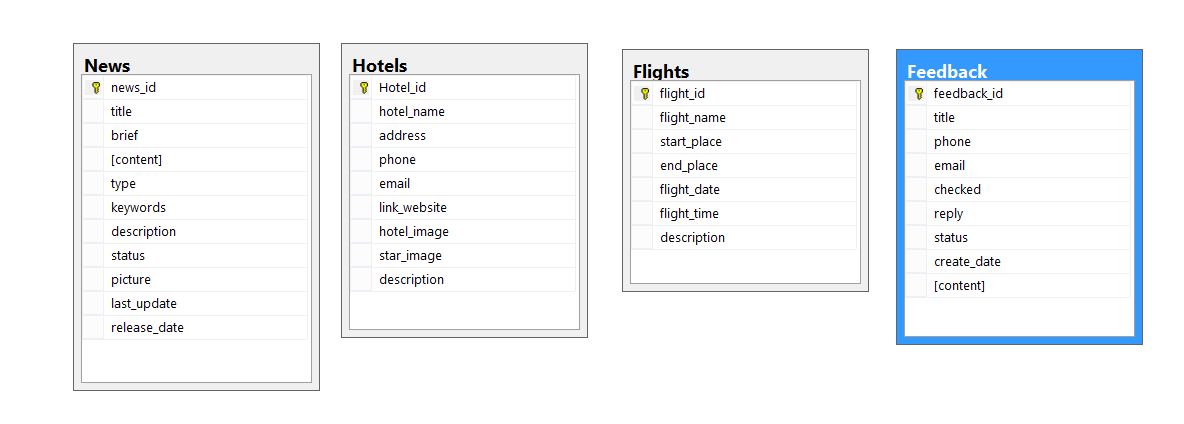 News
news_id
title
brief
[content]
type
keywords
description
status
picture
last_update
release_date
Hotels
Hotel_id
hotel_name
address
phone
email
link_website
hotel_image
star_image
description
Flights
flight_id
flight_name
start_place
end_place
flight_date
flight_time
description
Feedback
feedback_id
title
phone
email
checked
reply
status
create_date
[content]